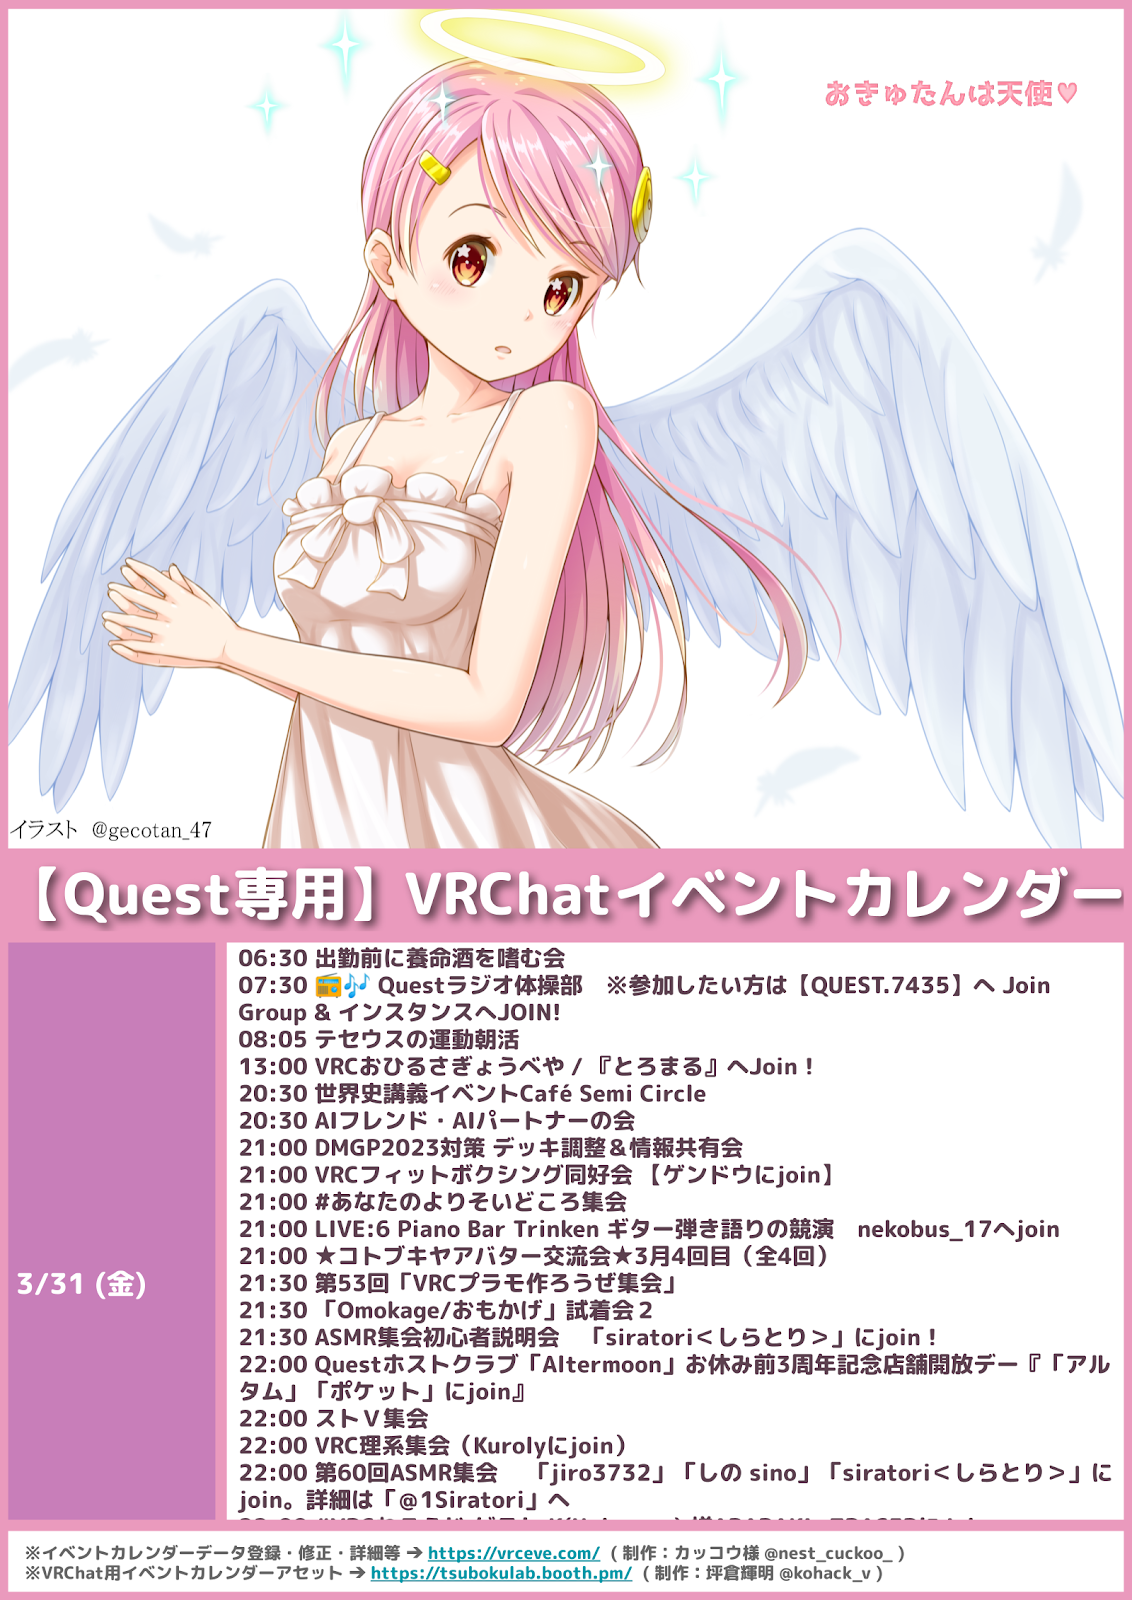 おきゅたんは天使♥
イラスト @gecotan_47
【Quest専用】VRChatイベントカレンダー
3/31 (金)
06:30 出勤前に養命酒を嗜む会
07:30 📻🎶 Questラジオ体操部　※参加したい方は【QUEST.7435】へ Join
Group & インスタンスへJOIN!
08:05 テセウスの運動朝活
13:00 VRCおひるさぎょうべや / 『とろまる』へJoin！
20:30 世界史講義イベントCafé Semi Circle
20:30 AIフレンド・AIパートナーの会
21:00 DMGP2023対策 デッキ調整＆情報共有会
21:00 VRCフィットボクシング同好会 【ゲンドウにjoin】
21:00 #あなたのよりそいどころ集会
21:00 LIVE:6 Piano Bar Trinken ギター弾き語りの競演　nekobus_17へjoin
21:00 ★コトブキヤアバター交流会★3月4回目（全4回）
21:30 第53回「VRCプラモ作ろうぜ集会」
21:30 「Omokage/おもかげ」試着会２
21:30 ASMR集会初心者説明会　「siratori＜しらとり＞」にjoin！
22:00 Questホストクラブ「Altermoon」お休み前3周年記念店舗開放デー『「アル
タム」「ポケット」にjoin』
22:00 ストＶ集会
22:00 VRC理系集会（Kurolyにjoin）
22:00 第60回ASMR集会　「jiro3732」「しの sino」「siratori＜しらとり＞」に
join。詳細は「@1Siratori」へ
※イベントカレンダーデータ登録・修正・詳細等 ➔ https://vrceve.com/ （ 制作：カッコウ様 @nest_cuckoo_ ）
※VRChat用イベントカレンダーアセット ➔ https://tsubokulab.booth.pm/ （ 制作：坪倉輝明 @kohack_v ）